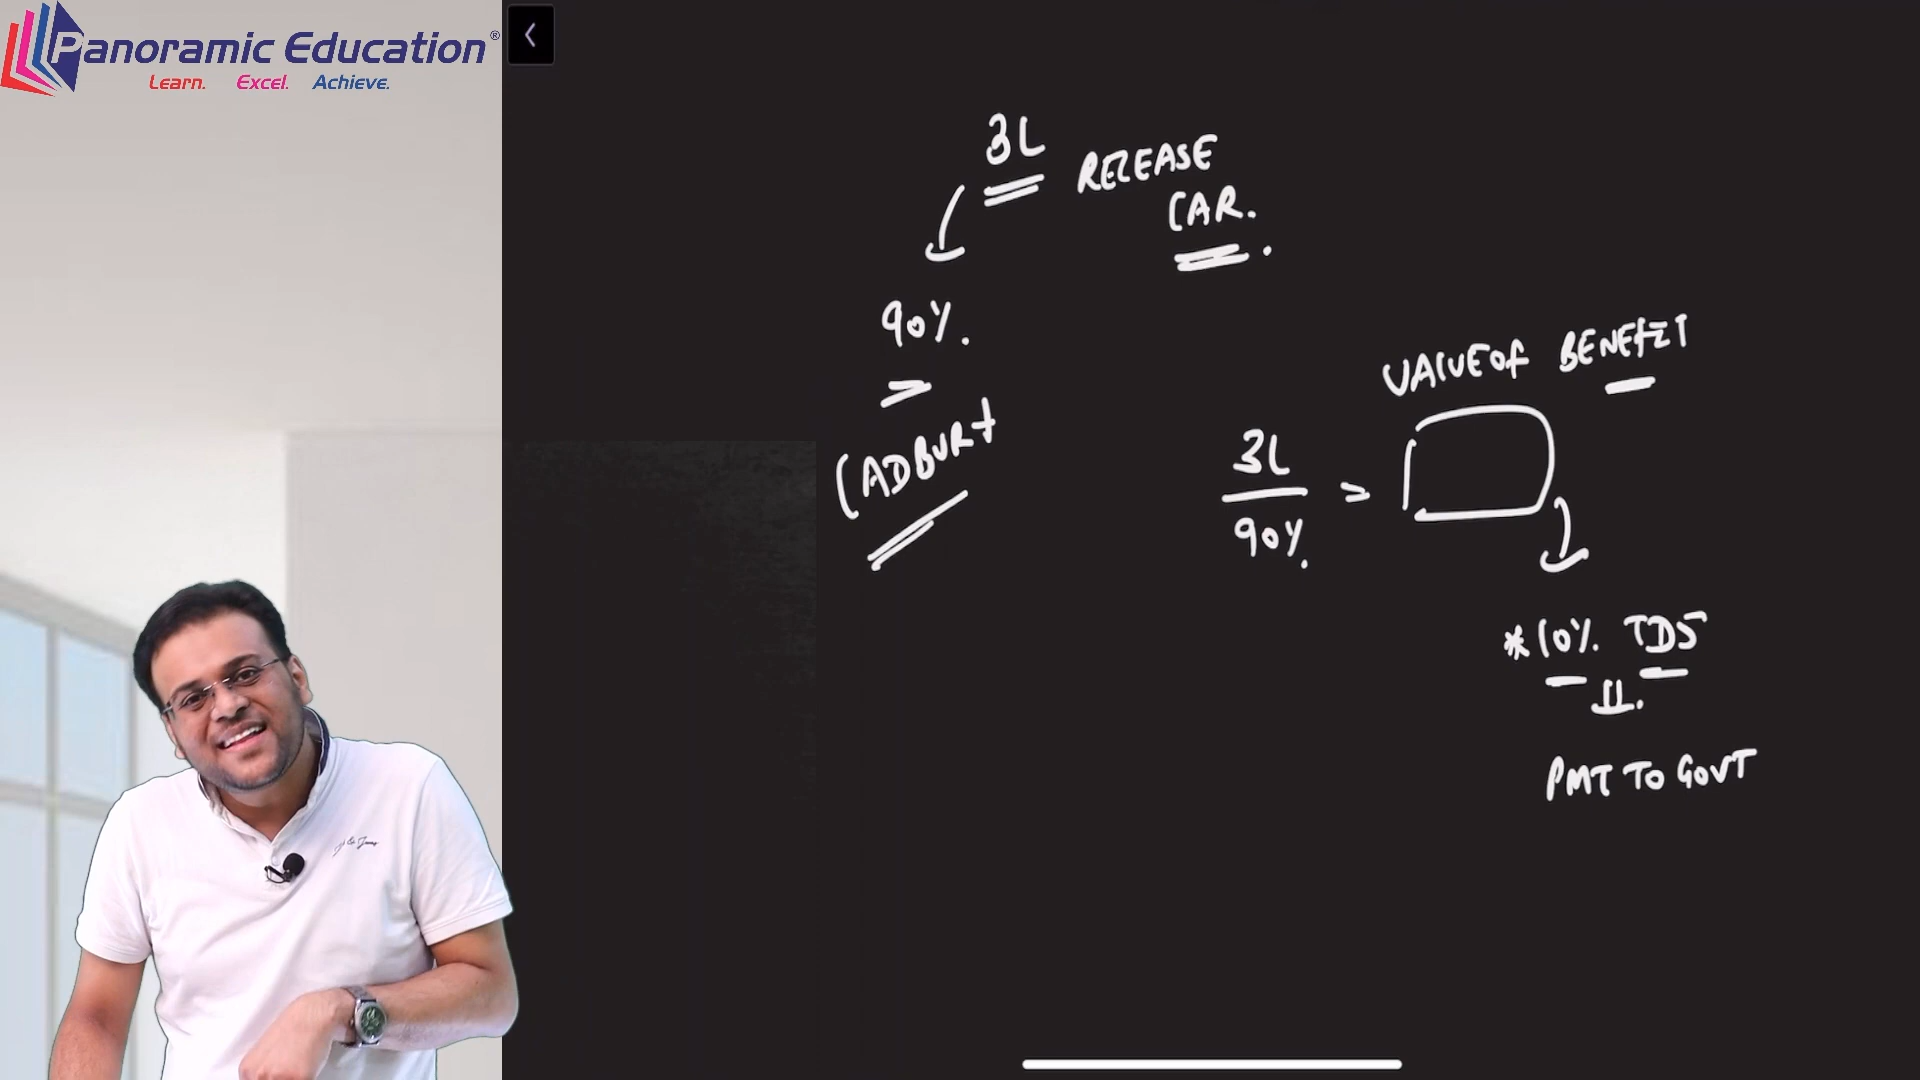 Panoramic Education®
Learn. Excel. Achieve.
3L RELEASE
CAR.
90%.
CADBURY
VALUE OF BENEFIT
3L
90%.
*10% TDS
PMT TO GOVT